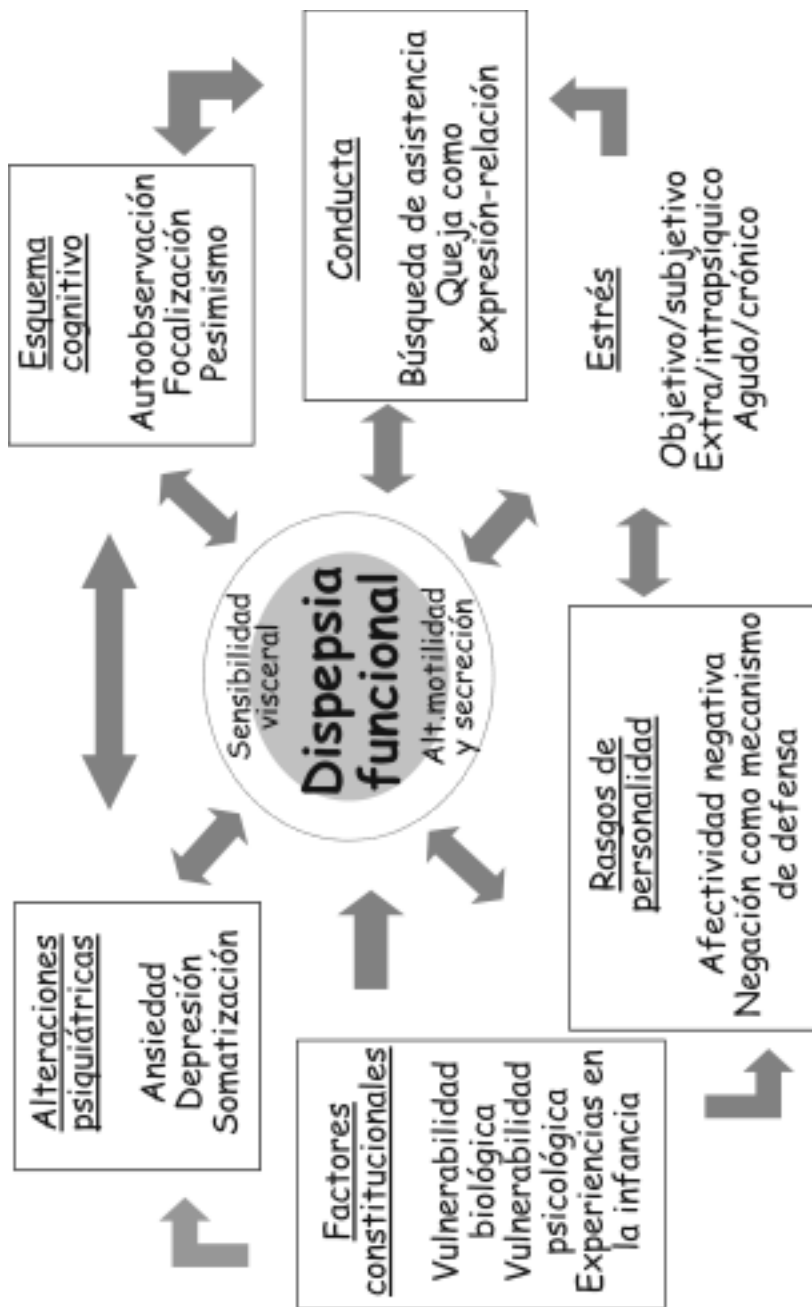 Alteraciones
psiquiátricas
Ansiedad
Depresión
Somatización
Esquema
cognitivo
Autoobservación
Focalización
Pesimismo
Factores
constitucionales
Vulnerabilidad
biológica
Vulnerabilidad
psicológica
Experiencias en
la infancia
Sensibilidad
visceral
Dispepsia
funcional
Alt.motilidad
y secreción
Conducta
Búsqueda de asistencia
Queja como
expresión-relación
Rasgos de
personalidad
Afectividad negativa
Negación como mecanismo
de defensa
Estrés
Objetivo/subjetivo
Extra/intrapsíquico
Agudo/crónico